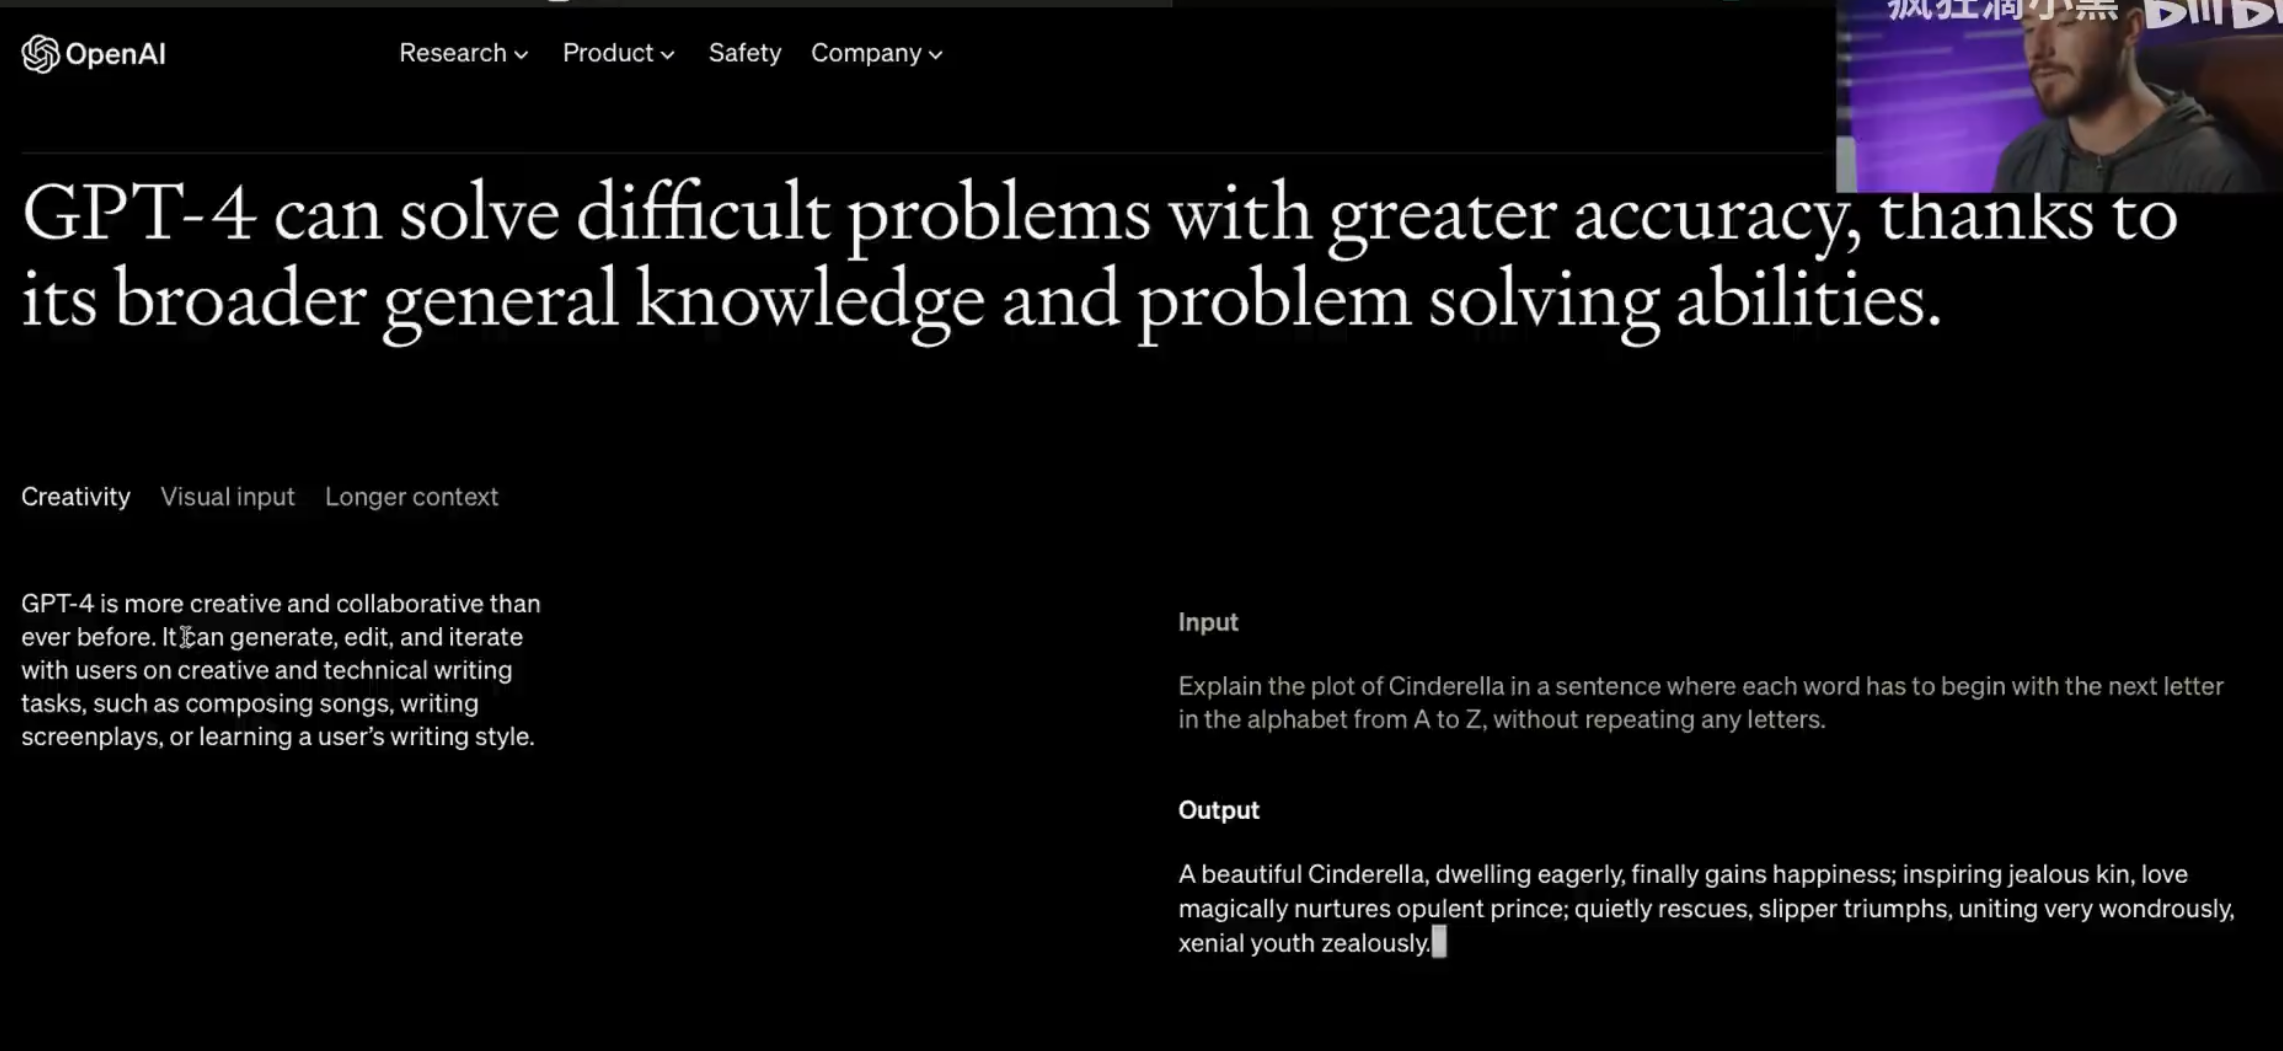 疯狂滴小黑
OpenAI
Research
Product
Safety
Company
GPT-4 can solve difficult problems with greater accuracy, thanks to
its broader general knowledge and problem solving abilities.
Creativity Visual input Longer context
GPT-4 is more creative and collaborative than
ever before. It can generate, edit, and iterate
with users on creative and technical writing
tasks, such as composing songs, writing
screenplays, or learning a user's writing style.
Input
Explain the plot of Cinderella in a sentence where each word has to begin with the next letter
in the alphabet from A to Z, without repeating any letters.
Output
A beautiful Cinderella, dwelling eagerly, finally gains happiness; inspiring jealous kin, love
magically nurtures opulent prince; quietly rescues, slipper triumphs, uniting very wondrously,
xenial youth zealously.